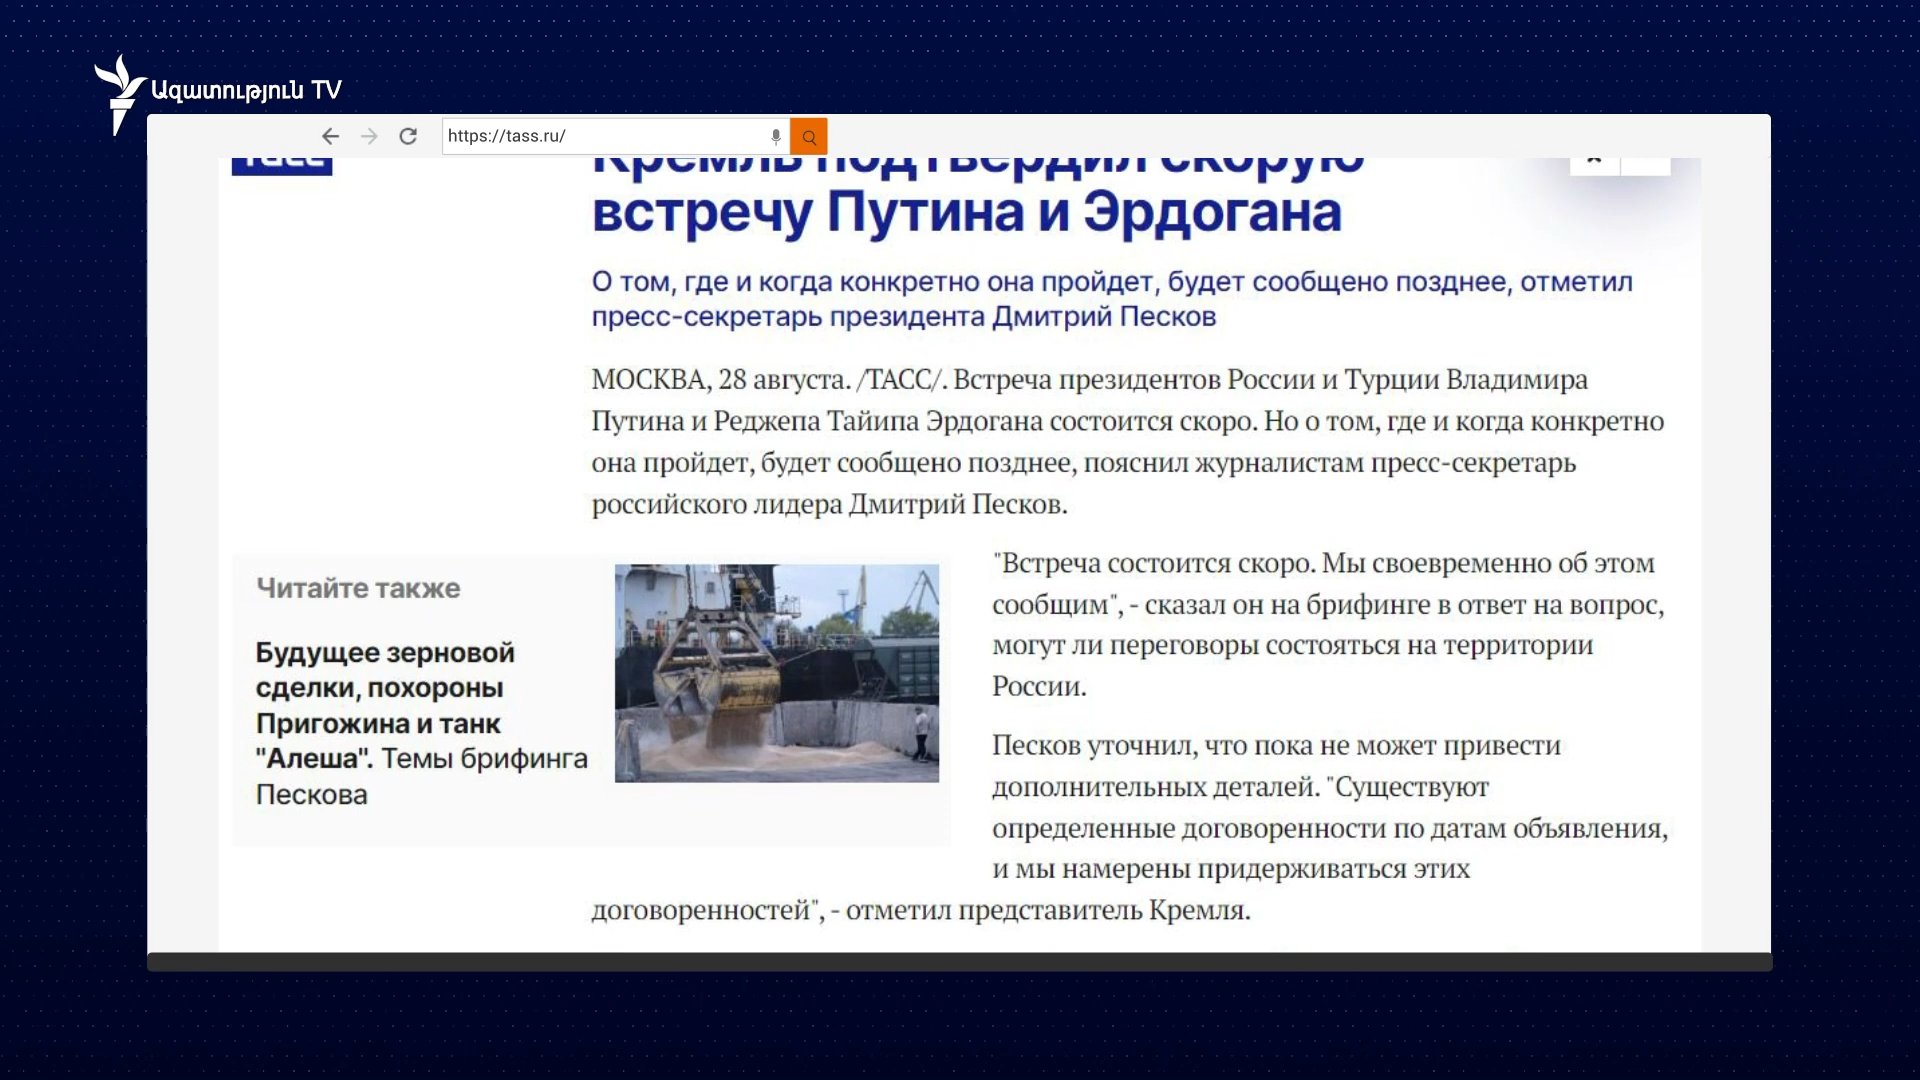 Ազատություն TV
https://tass.ru/
тасс
Кремль подтвердил скорую
встречу Путина и Эрдогана
О том, где и когда конкретно она пройдет, будет сообщено позднее, отметил
пресс-секретарь президента Дмитрий Песков
МОСКВА, 28 августа. /ТАСС/. Встреча президентов России и Турции Владимира
Путина и Реджепа Тайипа Эрдогана состоится скоро. Но о том, где и когда конкретно
она пройдет, будет сообщено позднее, пояснил журналистам пресс-секретарь
российского лидера Дмитрий Песков.
Читайте также
Будущее зерновой
сделки, похороны
Пригожина и танк
"Алеша". Темы брифинга
Пескова
"Встреча состоится скоро. Мы своевременно об этом
сообщим", - сказал он на брифинге в ответ на вопрос,
могут ли переговоры состояться на территории
России.
Песков уточнил, что пока не может привести
дополнительных деталей. "Существуют
определенные договоренности по датам объявления,
и мы намерены придерживаться этих
договоренностей", - отметил представитель Кремля.